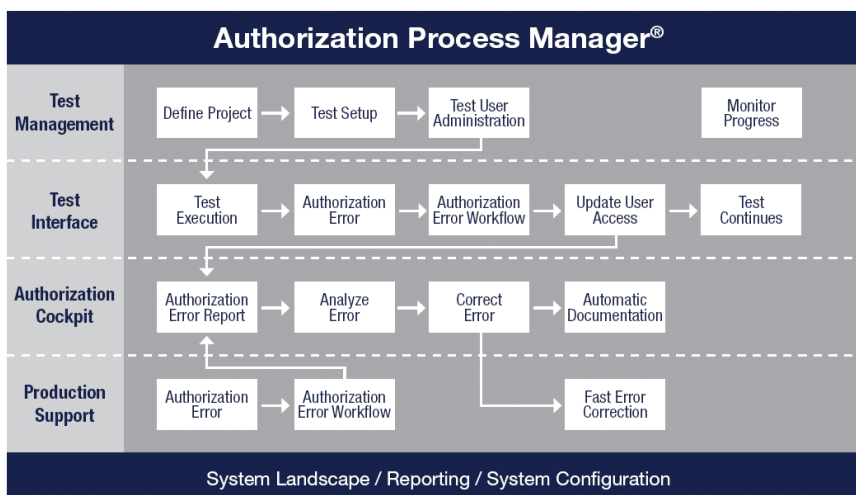 Authorization Process Manager®
Test
Management
Define Project
Test Setup
Test User
Administration
Monitor
Progress
Test
Interface
Test
Execution
Authorization
Error
Authorization
Error Workflow
Update User
Access
Test
Continues
Authorization
Cockpit
Authorization
Error Report
Analyze
Error
Correct
Error
Automatic
Documentation
Production
Support
Authorization
Error
Authorization
Error Workflow
Fast Error
Correction
System Landscape / Reporting / System Configuration